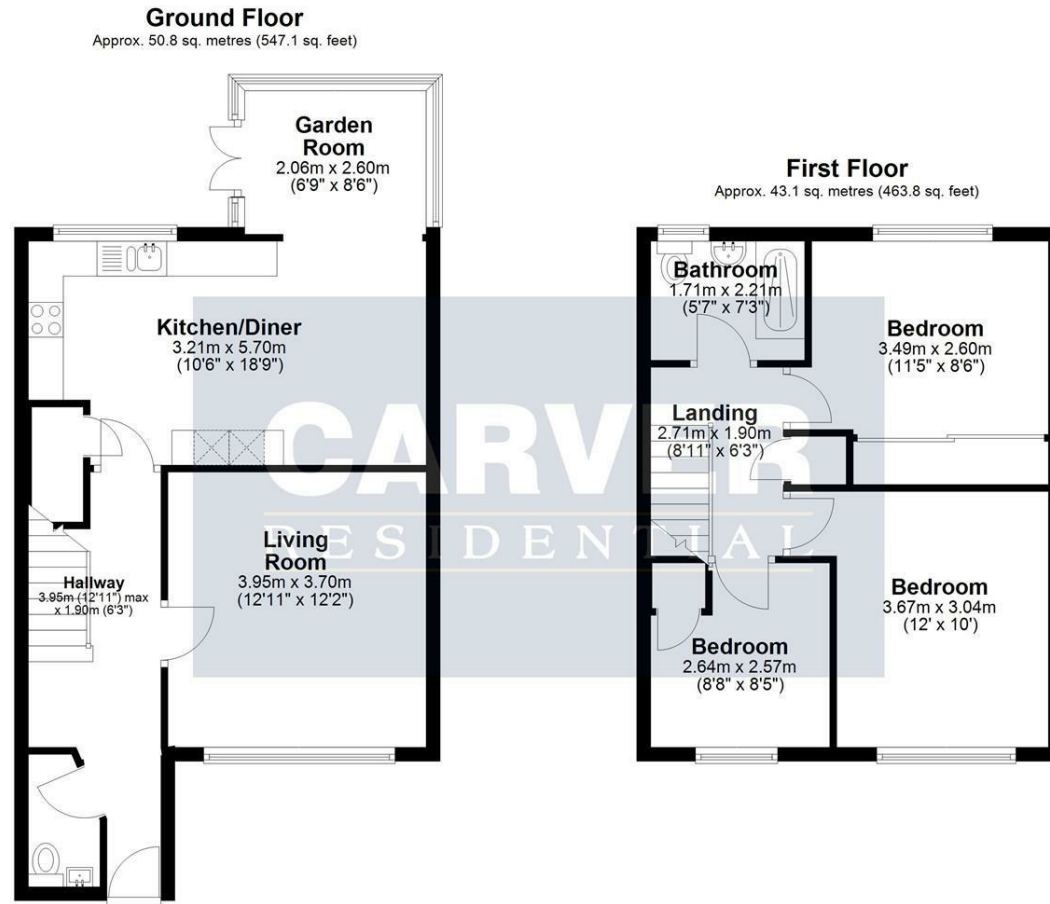 Ground Floor
Approx. 50.8 sq. metres (547.1 sq. feet)
Garden
Room
2.06m x 2.60m
(6'9" x 8'6")
Kitchen/Diner
3.21m x 5.70m
(10'6" x 18'9")
Living
Room
3.95m x 3.70m
(12'11" x 12'2")
Hallway
3.95m (12'11") max
x 1.90m (6'3")
First Floor
Approx. 43.1 sq. metres (463.8 sq. feet)
Bathroom
1.71m x 2.21m
(5'7" x 7'3")
Bedroom
3.49m x 2.60m
(11'5" x 8'6")
Landing
2.71m x 1.90m
(8'11" x 6'3")
Bedroom
3.67m x 3.04m
(12' x 10')
Bedroom
2.64m x 2.57m
(8'8" x 8'5")
CARVER
RESIDENTIAL